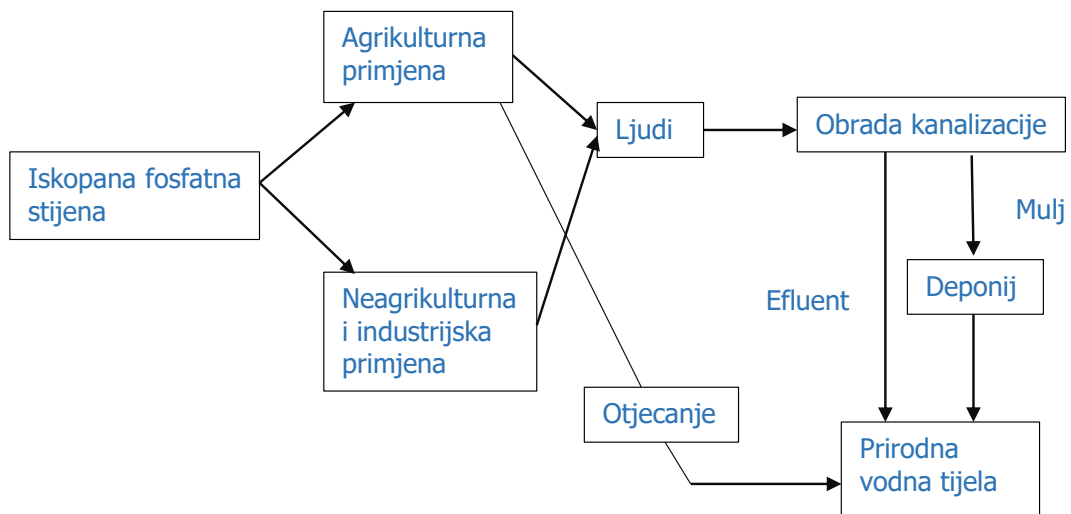 Agrikulturna
primjena
Ljudi
Obrada kanalizacije
Iskopana fosfatna
stijena
Mulj
Neagrikulturna
i industrijska
primjena
Efluent
Deponij
Otjecanje
Prirodna
vodna tijela